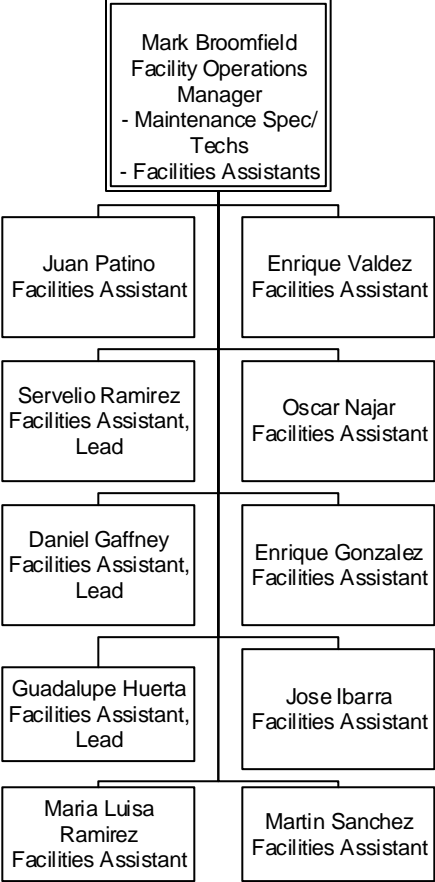 Mark Broomfield
Facility Operations
Manager
- Maintenance Spec/
Techs
- Facilities Assistants
Juan Patino
Facilities Assistant
Enrique Valdez
Facilities Assistant
Servelio Ramirez
Facilities Assistant,
Lead
Oscar Najar
Facilities Assistant
Daniel Gaffney
Facilities Assistant,
Lead
Enrique Gonzalez
Facilities Assistant
Guadalupe Huerta
Facilities Assistant,
Lead
Jose Ibarra
Facilities Assistant
Maria Luisa
Ramirez
Facilities Assistant
Martin Sanchez
Facilities Assistant